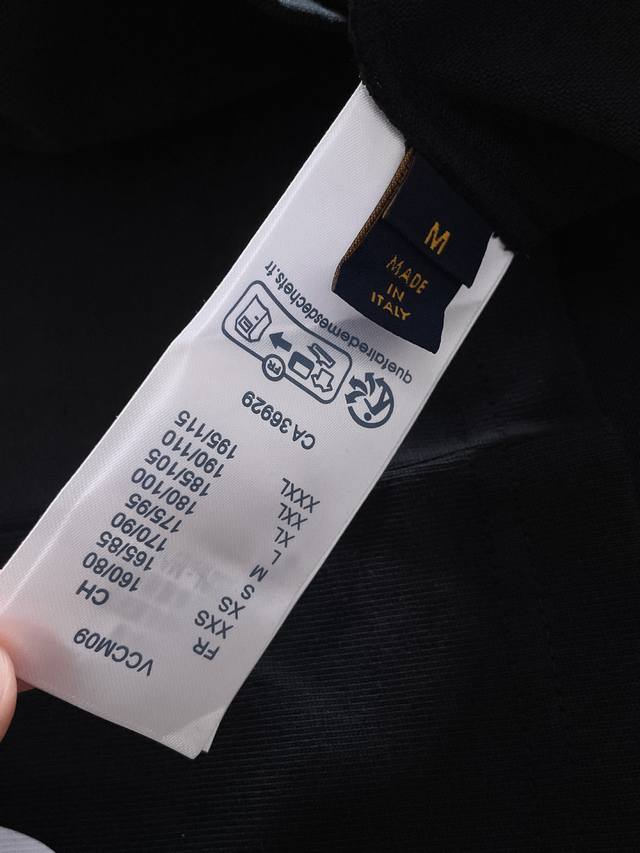 M
MADE
IN
ITALY
VCCM09
FR CH
XXS 160/80
XS 165/85
S 170/90
M 175/95
L 180/100
XL 185/105
XXL 190/110
XXXL 195/115
CA 36929
FR
quefairedemesdechets.fr